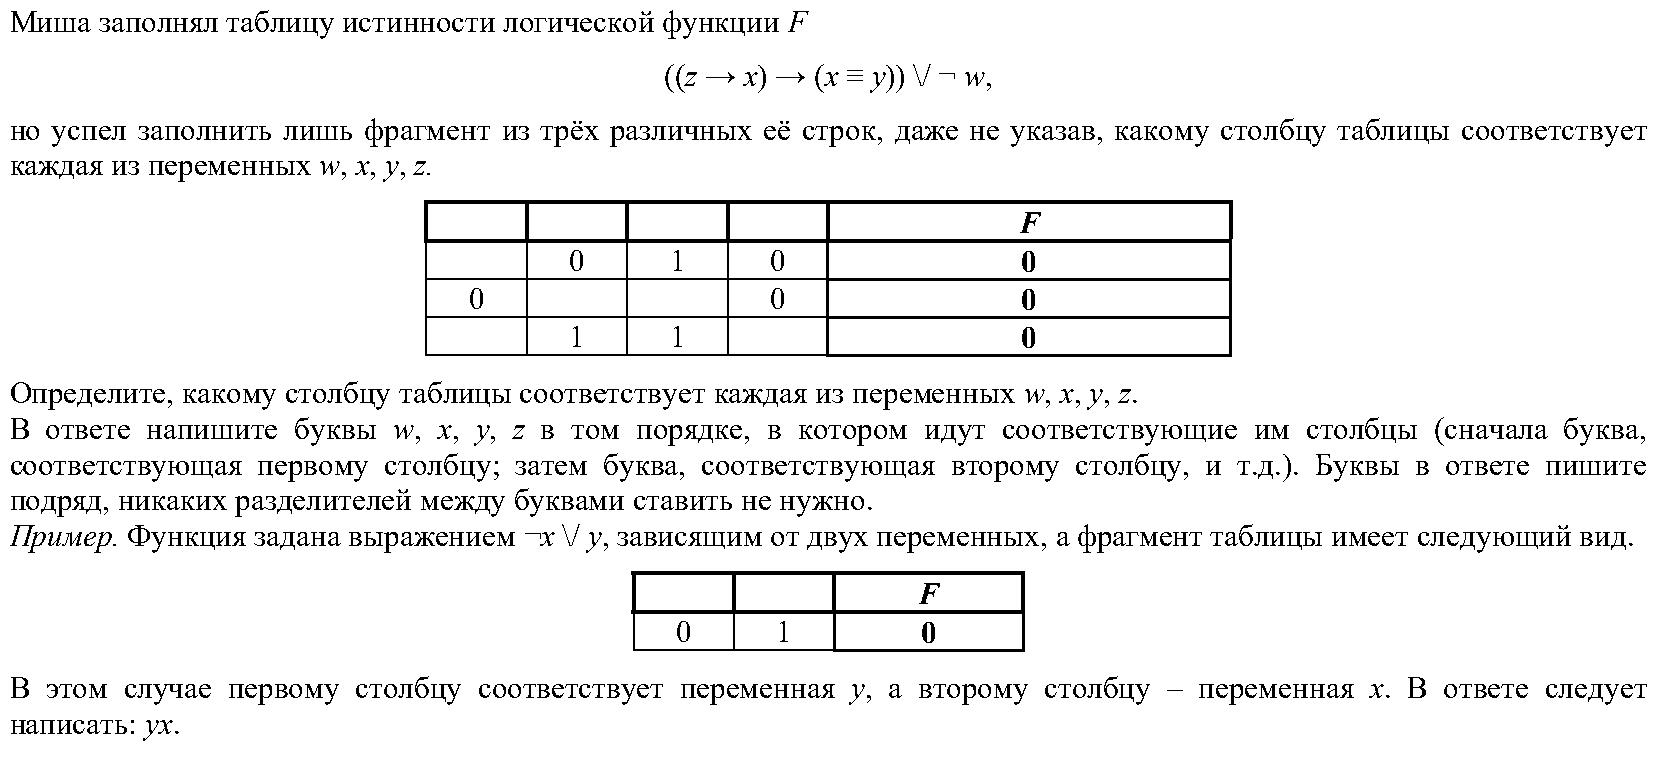 Миша заполнял таблицу истинности логической функции F
((z → x) → (x ≡ y)) \/ ¬ w,
но успел заполнить лишь фрагмент из трёх различных её строк, даже не указав, какому столбцу таблицы соответствует
каждая из переменных w, x, y, z.
F
0 1 0 0
0 0 0
1 1 0
Определите, какому столбцу таблицы соответствует каждая из переменных w, x, y, z.
В ответе напишите буквы w, x, y, z в том порядке, в котором идут соответствующие им столбцы (сначала буква,
соответствующая первому столбцу; затем буква, соответствующая второму столбцу, и т.д.). Буквы в ответе пишите
подряд, никаких разделителей между буквами ставить не нужно.
Пример. Функция задана выражением ¬x \/ y, зависящим от двух переменных, а фрагмент таблицы имеет следующий вид.
F
0 1 0
В этом случае первому столбцу соответствует переменная y, а второму столбцу – переменная x. В ответе следует
написать: yx.